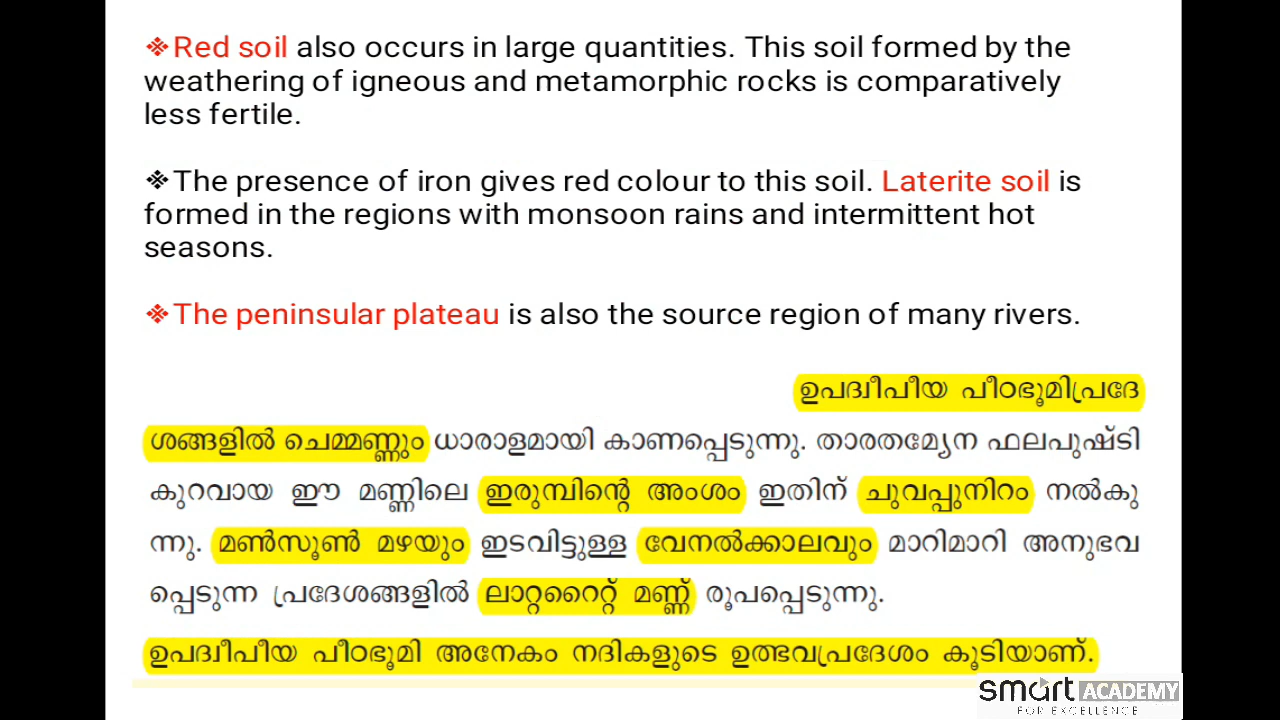 ❖Red soil also occurs in large quantities. This soil formed by the
weathering of igneous and metamorphic rocks is comparatively
less fertile.
❖The presence of iron gives red colour to this soil. Laterite soil is
formed in the regions with monsoon rains and intermittent hot
seasons.
❖The peninsular plateau is also the source region of many rivers.
ഉപദ്വീപീയ പീഠഭൂമിപ്രദേ
ശങ്ങളിൽ ചെമ്മണ്ണും ധാരാളമായി കാണപ്പെടുന്നു. താരതമ്യേന ഫലപുഷ്ടി
കുറവായ ഈ മണ്ണിലെ ഇരുമ്പിന്റെ അംശം ഇതിന് ചുവപ്പുനിറം നൽകു
ന്നു. മൺസൂൺ മഴയും ഇടവിട്ടുള്ള വേനൽക്കാലവും മാറിമാറി അനുഭവ
പ്പെടുന്ന പ്രദേശങ്ങളിൽ ലാറ്ററൈറ്റ് മണ്ണ് രൂപപ്പെടുന്നു.
ഉപദ്വീപീയ പീഠഭൂമി അനേകം നദികളുടെ ഉത്ഭവപ്രദേശം കൂടിയാണ്.
smart ACADEMY
FOR EXCELLENCE